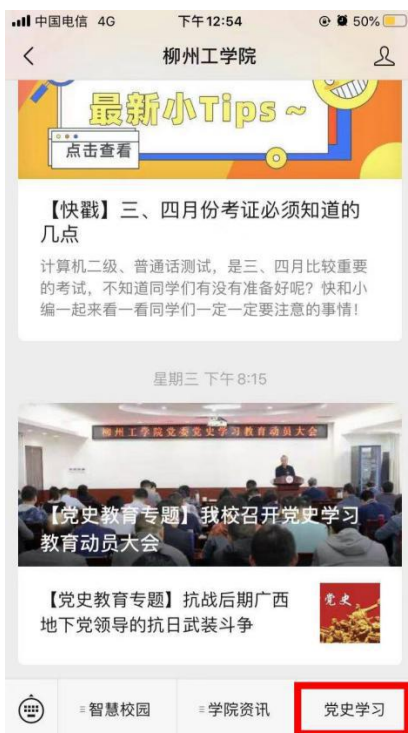 中国电信 4G 下午12:54 50%
柳州工学院
最新小Tips~
点击查看
【快戳】三、四月份考证必须知道的
几点
计算机二级、普通话测试，是三、四月比较重要
的考试，不知道同学们有没有准备好呢？快和小
编一起来看一看同学们一定一定要注意的事情！
星期三 下午8:15
柳州工学院党委党史学习教育动员大会
【党史教育专题】我校召开党史学习
教育动员大会
【党史教育专题】抗战后期广西
地下党领导的抗日武装斗争
党史
智慧校园 学院资讯 党史学习